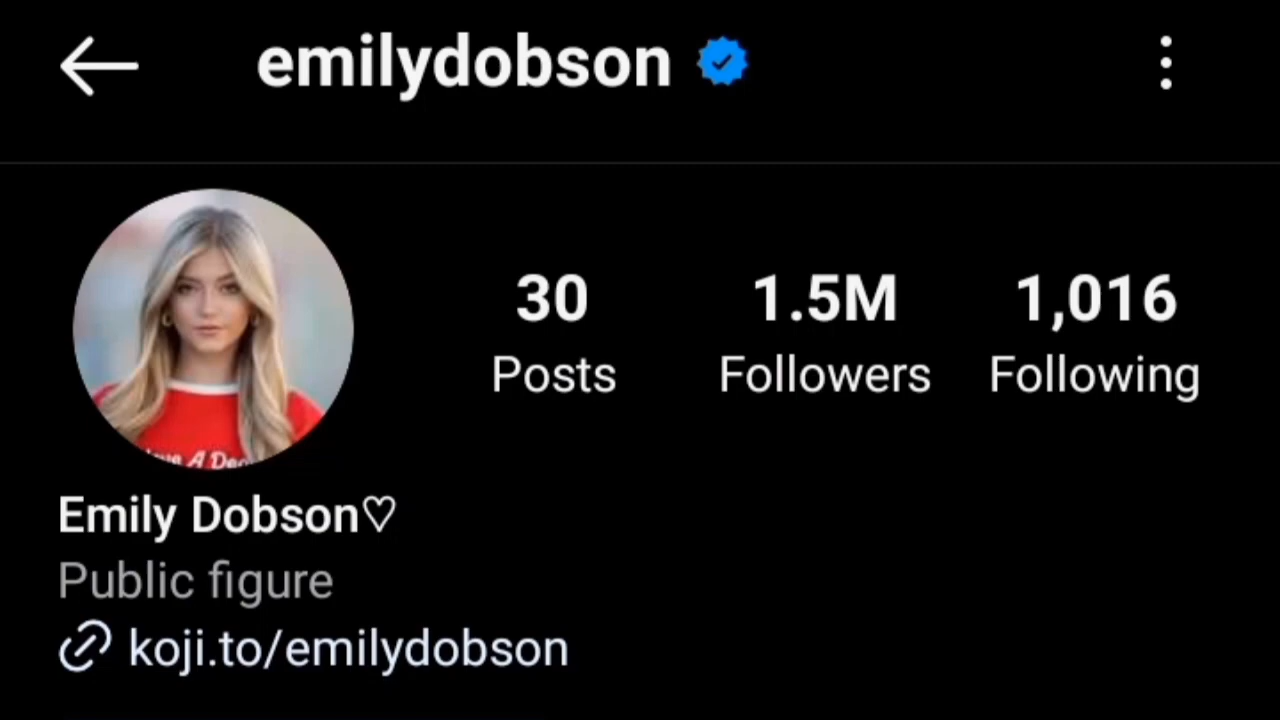 emilydobson
30 1.5M 1,016
Posts Followers Following
A
Emily Dobson♡
Public figure
koji.to/emilydobson